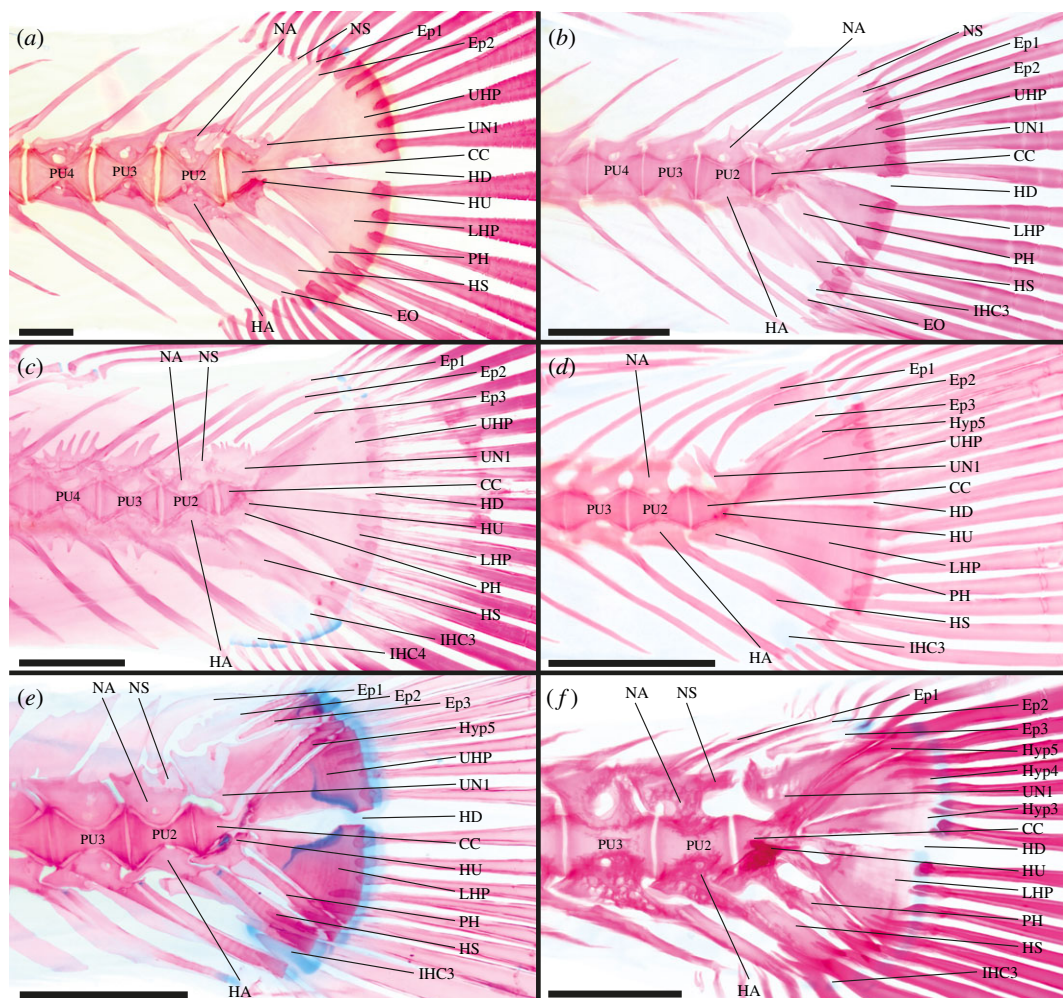 (a)
NA
NS
Ep1
Ep2
UHP
UN1
CC
HD
HU
LHP
PH
HS
EO
HA
PU4
PU3
PU2
(b)
NA
NS
Ep1
Ep2
UHP
UN1
CC
HD
LHP
PH
HS
IHC3
EO
HA
PU4
PU3
PU2
(c)
NA
NS
Ep1
Ep2
Ep3
UHP
UN1
CC
HD
HU
LHP
PH
HS
IHC3
IHC4
HA
PU4
PU3
PU2
(d)
NA
Ep1
Ep2
Ep3
Hyp5
UHP
UN1
CC
HD
HU
LHP
PH
HS
IHC3
HA
PU3
PU2
(e)
NA
NS
Ep1
Ep2
Ep3
Hyp5
UHP
UN1
HD
CC
HU
LHP
PH
HS
IHC3
HA
PU3
PU2
(f)
NA
NS
Ep1
Ep2
Ep3
Hyp5
Hyp4
UN1
Hyp3
CC
HD
HU
LHP
PH
HS
IHC3
HA
PU3
PU2